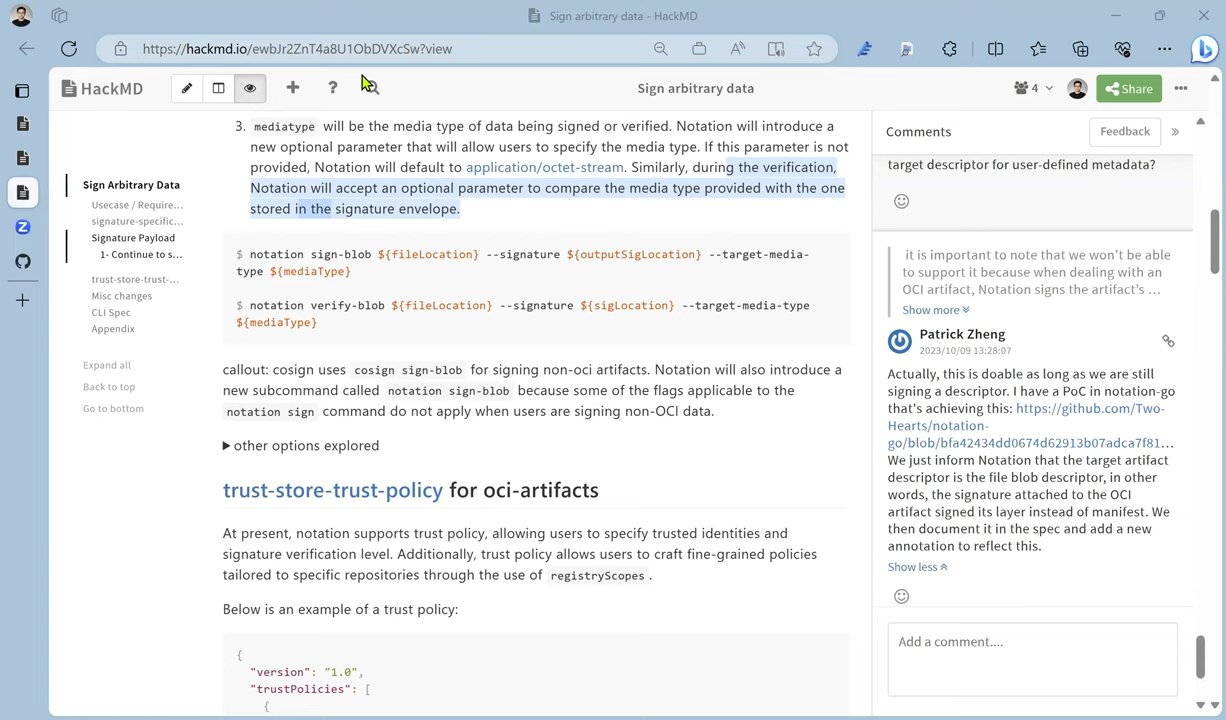 Sign arbitrary data - HackMD
https://hackmd.io/ewbJr2ZnT4a8U1ObDVXcSw?view
HackMD
Sign arbitrary data
4
Share
Sign Arbitrary Data
Usecase / Require...
signature-specific...
Signature Payload
1- Continue to s...
trust-store-trust-...
Misc changes
CLI Spec
Appendix
Expand all
Back to top
Go to bottom
3. mediatype will be the media type of data being signed or verified. Notation will introduce a
new optional parameter that will allow users to specify the media type. If this parameter is not
provided, Notation will default to application/octet-stream. Similarly, during the verification,
Notation will accept an optional parameter to compare the media type provided with the one
stored in the signature envelope.
$ notation sign-blob ${fileLocation} --signature ${outputSigLocation} --target-media-
type ${mediaType}
$ notation verify-blob ${fileLocation} --signature ${sigLocation} --target-media-type
${mediaType}
callout: cosign uses cosign sign-blob for signing non-oci artifacts. Notation will also introduce a
new subcommand called notation sign-blob because some of the flags applicable to the
notation sign command do not apply when users are signing non-OCI data.
other options explored
trust-store-trust-policy for oci-artifacts
At present, notation supports trust policy, allowing users to specify trusted identities and
signature verification level. Additionally, trust policy allows users to craft fine-grained policies
tailored to specific repositories through the use of registryScopes .
Below is an example of a trust policy:
{
"version": "1.0",
"trustPolicies": [
{
Comments
Feedback
target descriptor for user-defined metadata?
it is important to note that we won't be able
to support it because when dealing with an
OCI artifact, Notation signs the artifact's ...
Show more
Patrick Zheng
2023/10/09 13:28:07
Actually, this is doable as long as we are still
signing a descriptor. I have a PoC in notation-go
that's achieving this: https://github.com/Two-
Hearts/notation-
go/blob/bfa42434dd0674d62913b07adca7f81...
We just inform Notation that the target artifact
descriptor is the file blob descriptor, in other
words, the signature attached to the OCI
artifact signed its layer instead of manifest. We
then document it in the spec and add a new
annotation to reflect this.
Show less
Add a comment....